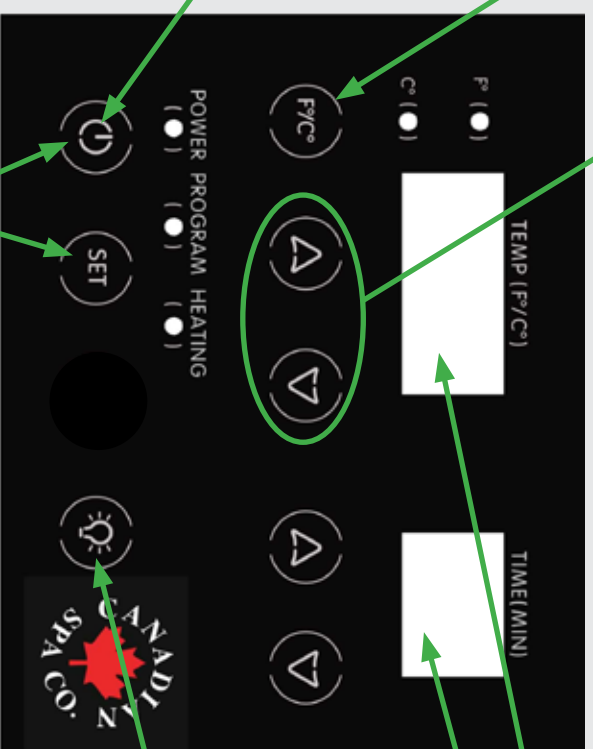 TEMP (F°/C°) TIME(MIN)
F° ( )
C° ( )
F°/C°
POWER PROGRAM HEATING
( ) ( ) ( )
SET
CANADIAN
SPA CO.